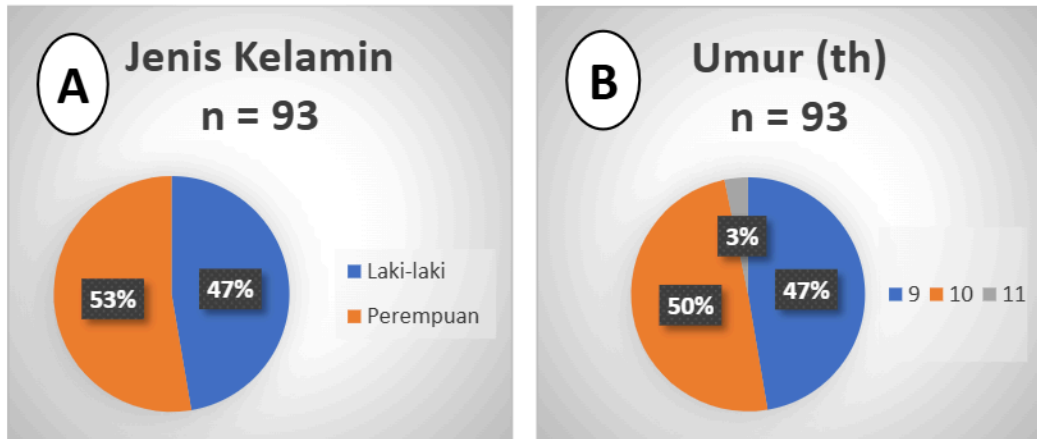 A
Jenis Kelamin
n = 93
53%
47%
Laki-laki
Perempuan
B
Umur (th)
n = 93
3%
50%
47%
9 10 11